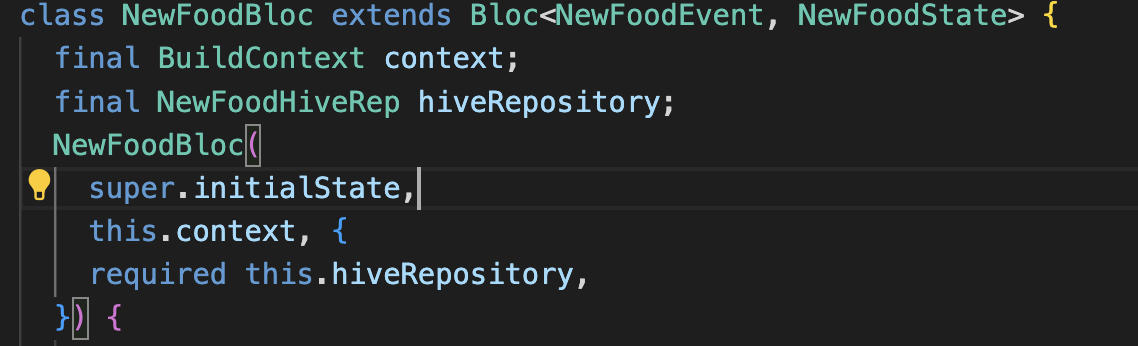 class NewFoodBloc extends Bloc<NewFoodEvent, NewFoodState> {
final BuildContext context;
final NewFoodHiveRep hiveRepository;
NewFoodBloc(
super.initialState,
this.context, {
required this.hiveRepository,
}) {